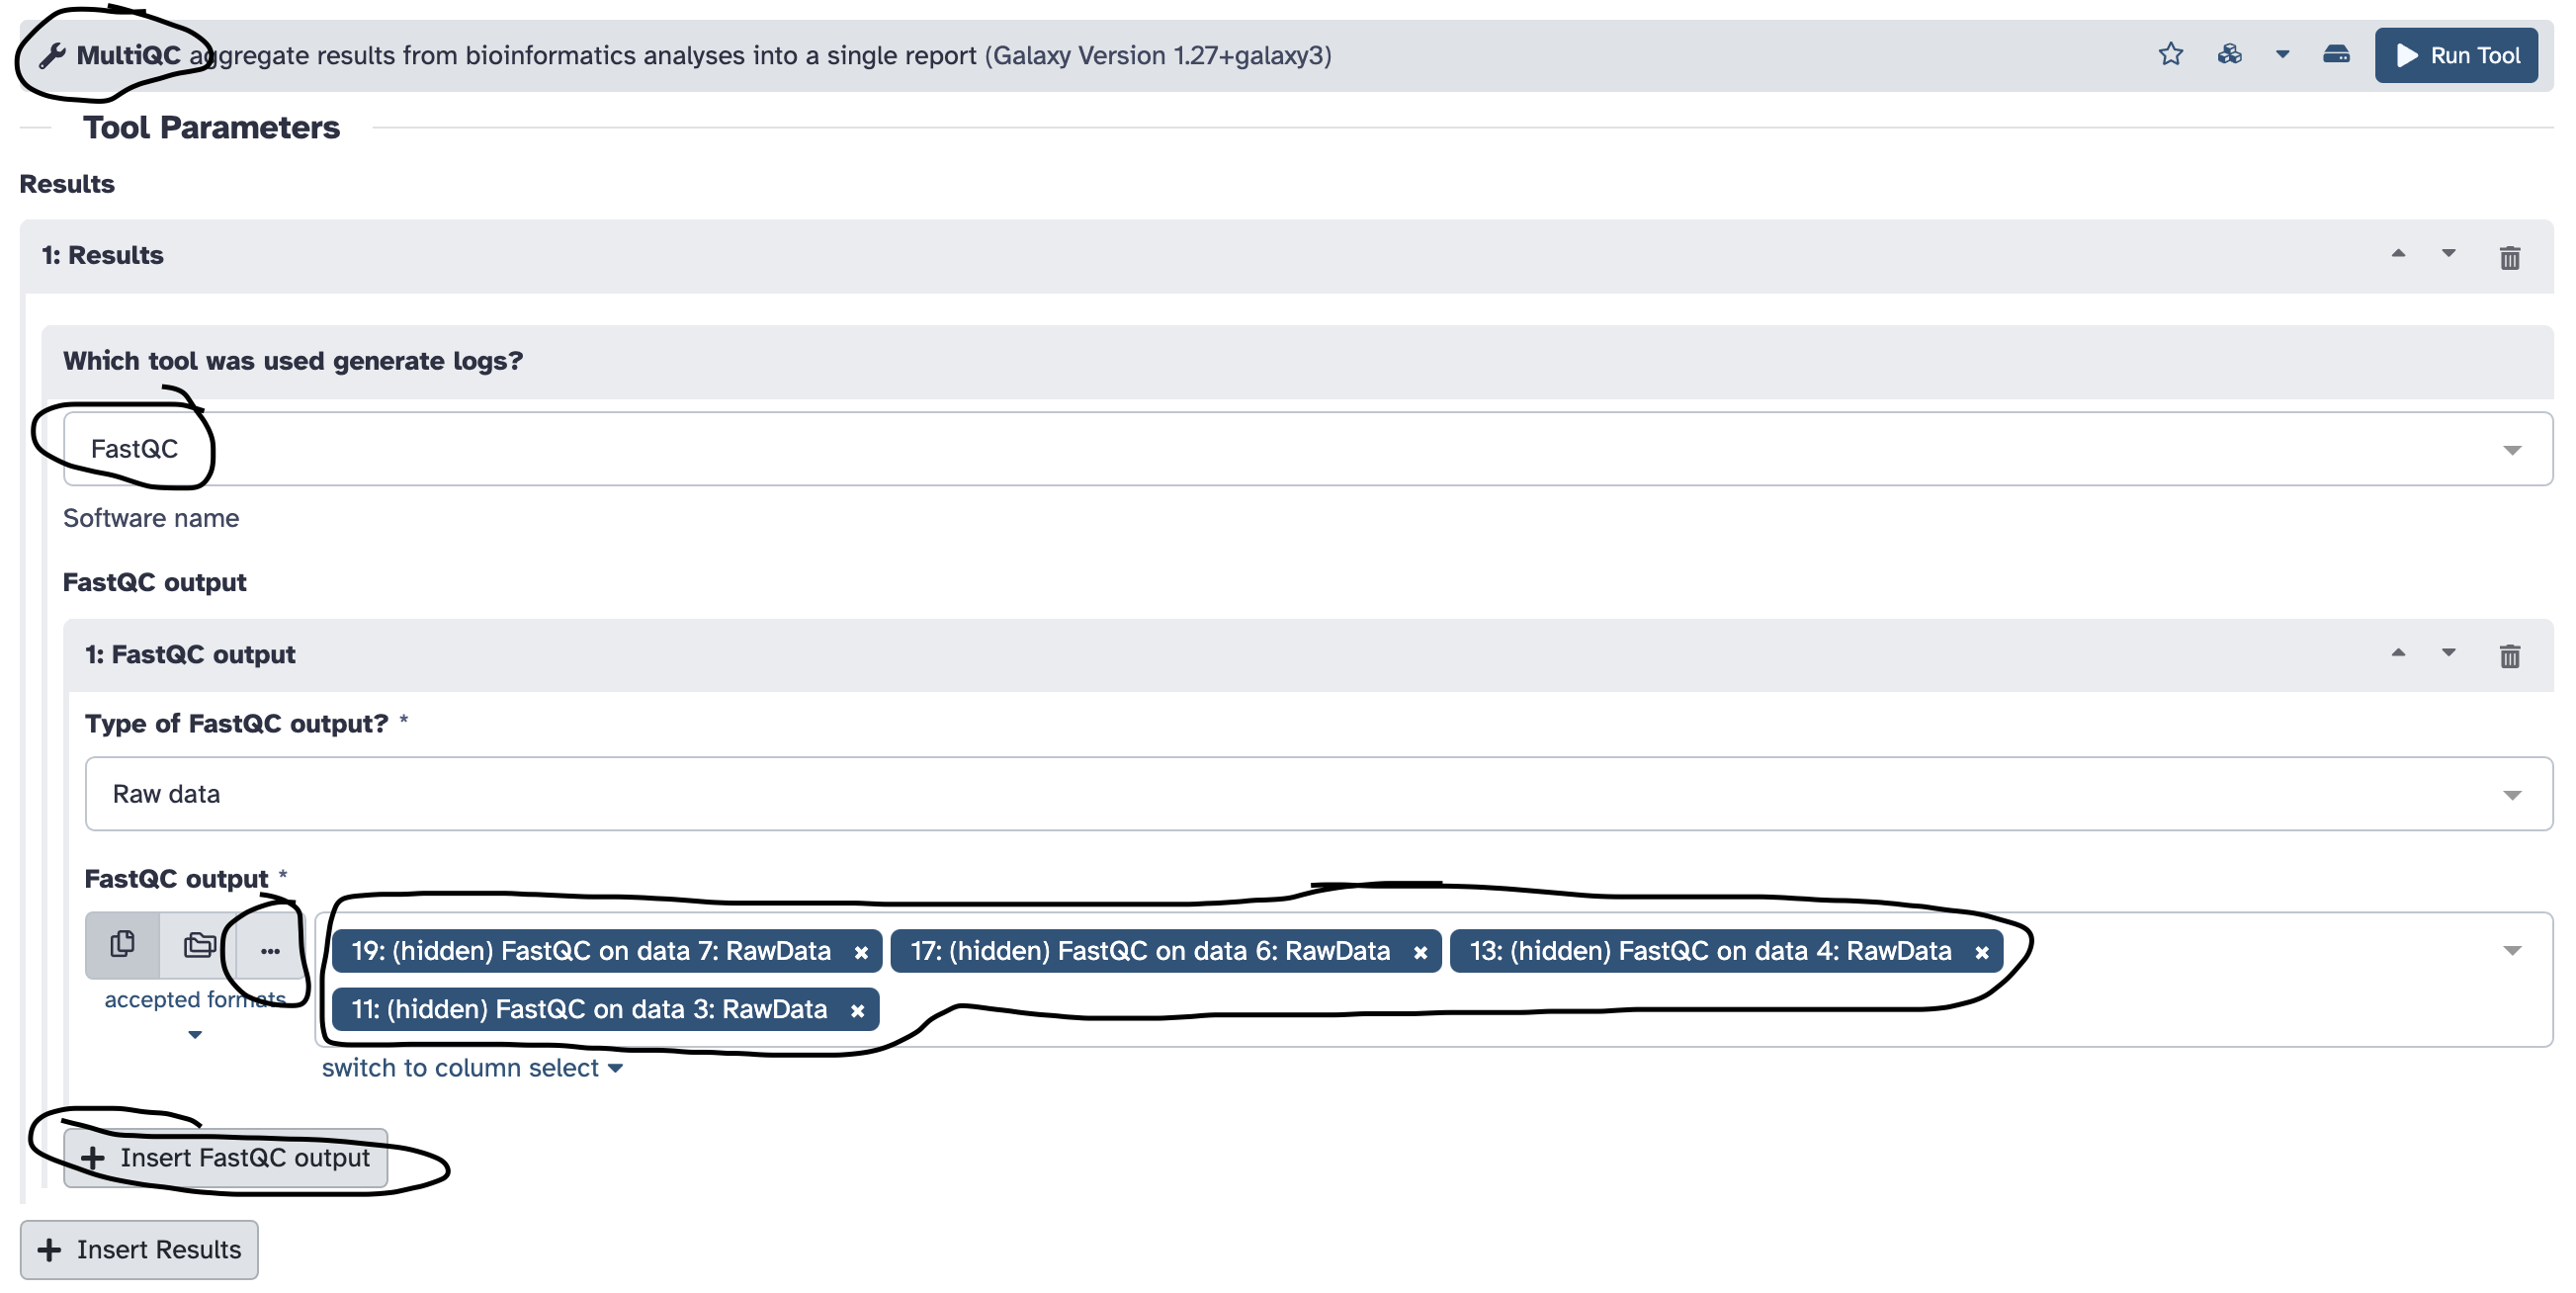 MultiQC aggregate results from bioinformatics analyses into a single report (Galaxy Version 1.27+galaxy3)
Run Tool
Tool Parameters
Results
1: Results
Which tool was used generate logs?
FastQC
Software name
FastQC output
1: FastQC output
Type of FastQC output? *
Raw data
FastQC output *
...
accepted formats
19: (hidden) FastQC on data 7: RawData × 17: (hidden) FastQC on data 6: RawData × 13: (hidden) FastQC on data 4: RawData ×
11: (hidden) FastQC on data 3: RawData ×
switch to column select
+ Insert FastQC output
+ Insert Results